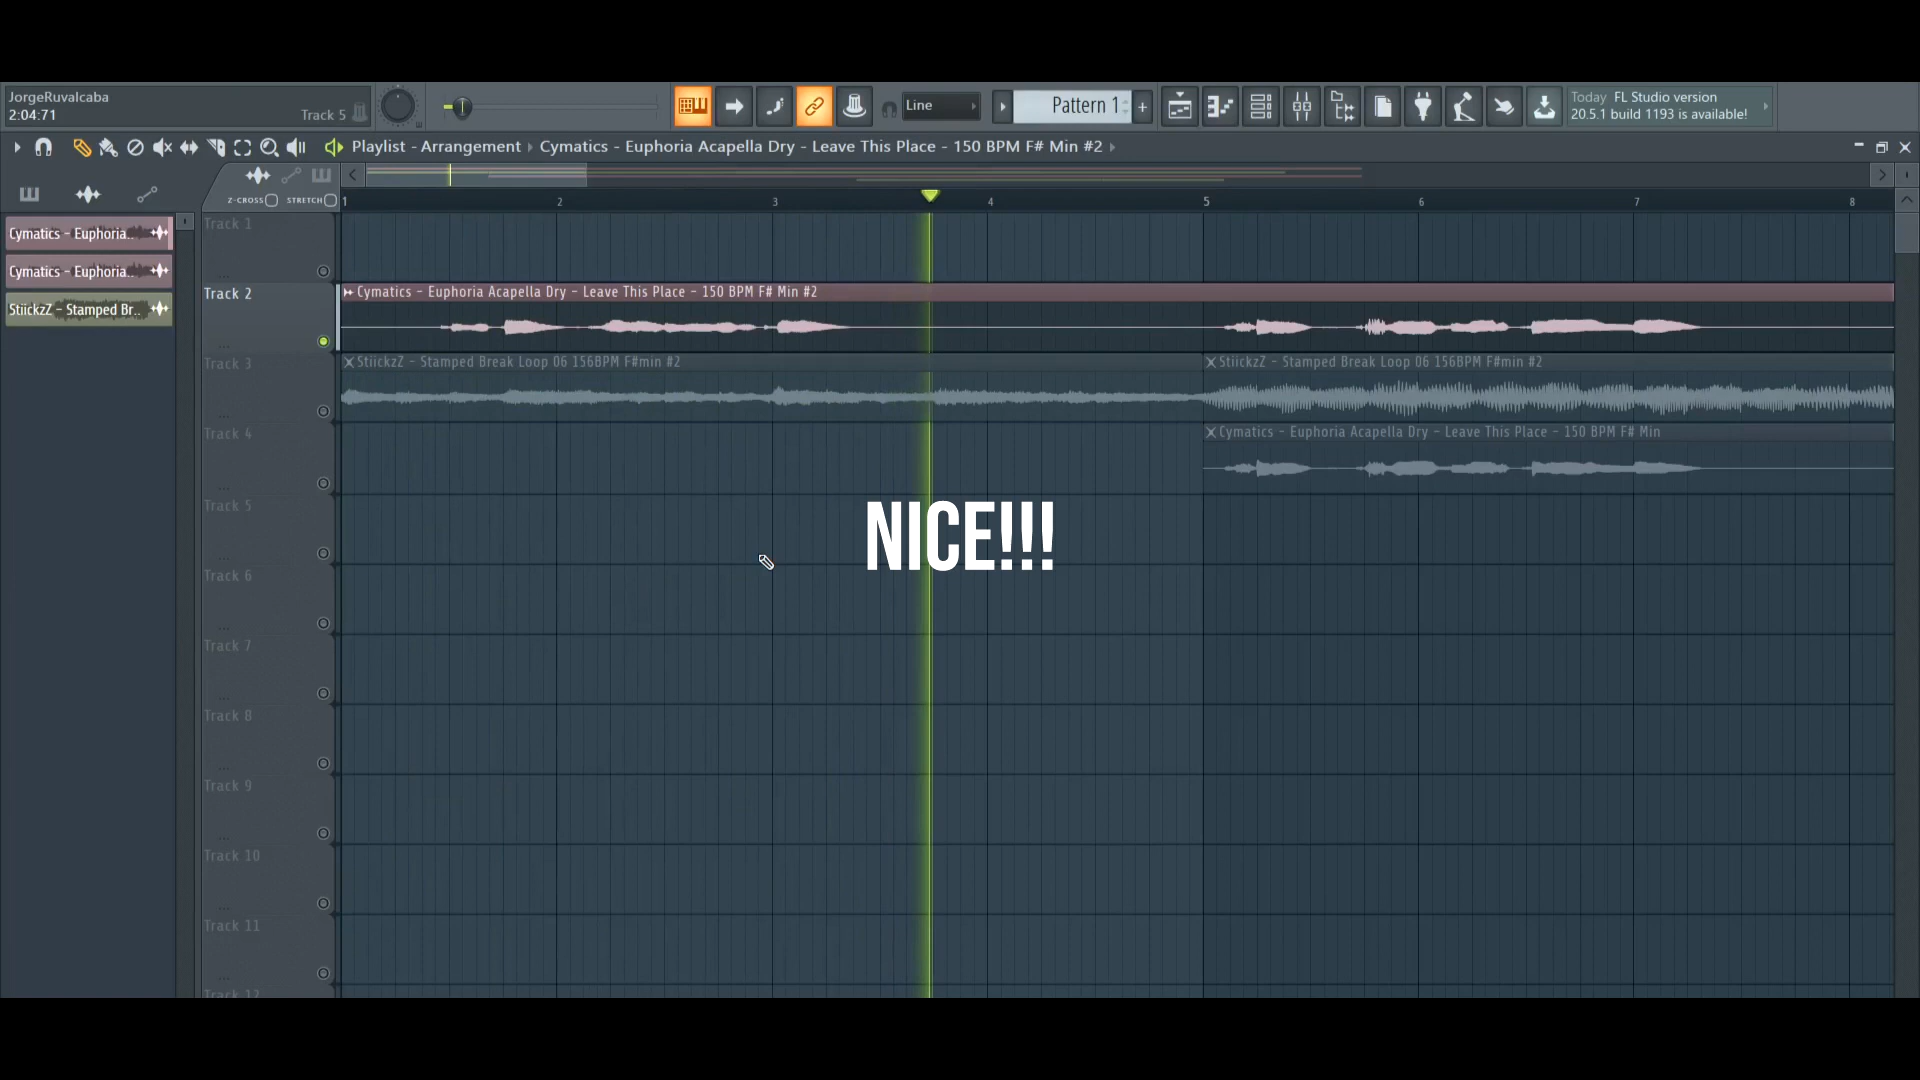 JorgeRuvalcaba
2:04:71
Track 5
Line
Pattern 1
+
Today FL Studio version
20.5.1 build 1193 is available!
Playlist - Arrangement › Cymatics - Euphoria Acapella Dry - Leave This Place - 150 BPM F# Min #2
Z-CROSS
STRETCH
1 2 3 4 5 6 7 8
Cymatics - Euphoria..
Cymatics - Euphoria..
StiickzZ - Stamped Br..
Track 1
...
Track 2
Cymatics - Euphoria Acapella Dry - Leave This Place - 150 BPM F# Min #2
...
Track 3
StiickzZ - Stamped Break Loop 06 156BPM F#min #2
StiickzZ - Stamped Break Loop 06 156BPM F#min #2
...
Track 4
Cymatics - Euphoria Acapella Dry - Leave This Place - 150 BPM F# Min
...
Track 5
NICE!!!
...
Track 6
...
Track 7
...
Track 8
...
Track 9
...
Track 10
...
Track 11
...
Track 12